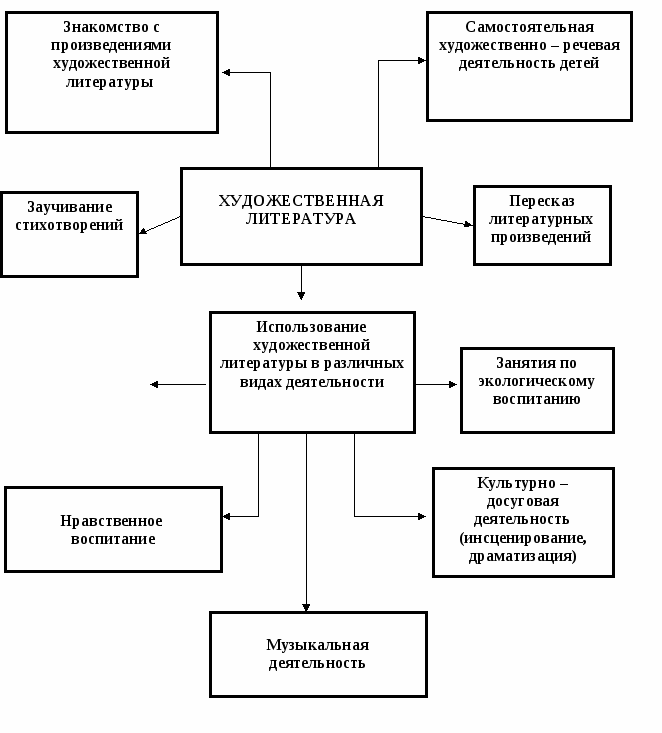 Знакомство с
произведениями
художественной
литературы
Самостоятельная
художественно – речевая
деятельность детей
Заучивание
стихотворений
ХУДОЖЕСТВЕННАЯ
ЛИТЕРАТУРА
Пересказ
литературных
произведений
Использование
художественной
литературы в различных
видах деятельности
Занятия по
экологическому
воспитанию
Нравственное
воспитание
Культурно –
досуговая
деятельность
(инсценирование,
драматизация)
Музыкальная
деятельность